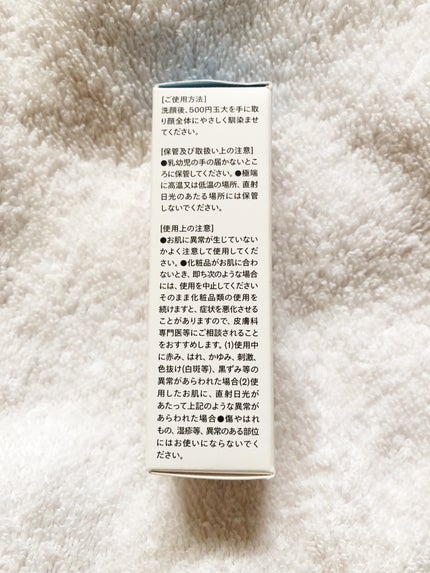 [ご使用方法]
洗顔後、500円玉大を手に取
り顔全体にやさしく馴染ませ
てください。
[保管及び取扱い上の注意]
●乳幼児の手の届かないとこ
ろに保管してください。●極端
に高温又は低温の場所、直射
日光のあたる場所には保管
しないでください。
[使用上の注意]
●お肌に異常が生じていない
かよく注意して使用してくだ
さい。●化粧品がお肌に合わ
ないとき、即ち次のような場合
には、使用を中止してください
そのまま化粧品類の使用を
続けますと、症状を悪化させる
ことがありますので、皮膚科
専門医等にご相談されること
をおすすめします。(1)使用中
に赤み、はれ、かゆみ、刺激、
色抜け(白斑等)、黒ずみ等の
異常があらわれた場合(2)使
用したお肌に、直射日光が
あたって上記のような異常が
あらわれた場合●傷やはれ
もの、湿疹等、異常のある部位
にはお使いにならないでく
ださい。